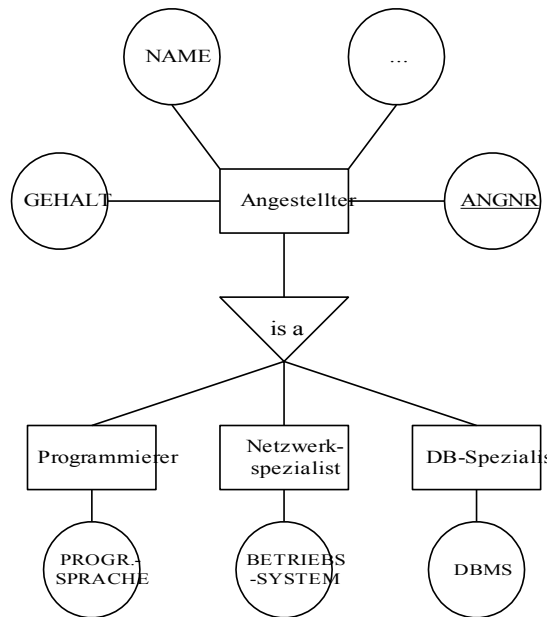 NAME
...
GEHALT
Angestellter
ANGNR
is a
Programmierer
Netzwerk-
spezialist
DB-Spezialis
PROGR.-
SPRACHE
BETRIEBS
-SYSTEM
DBMS